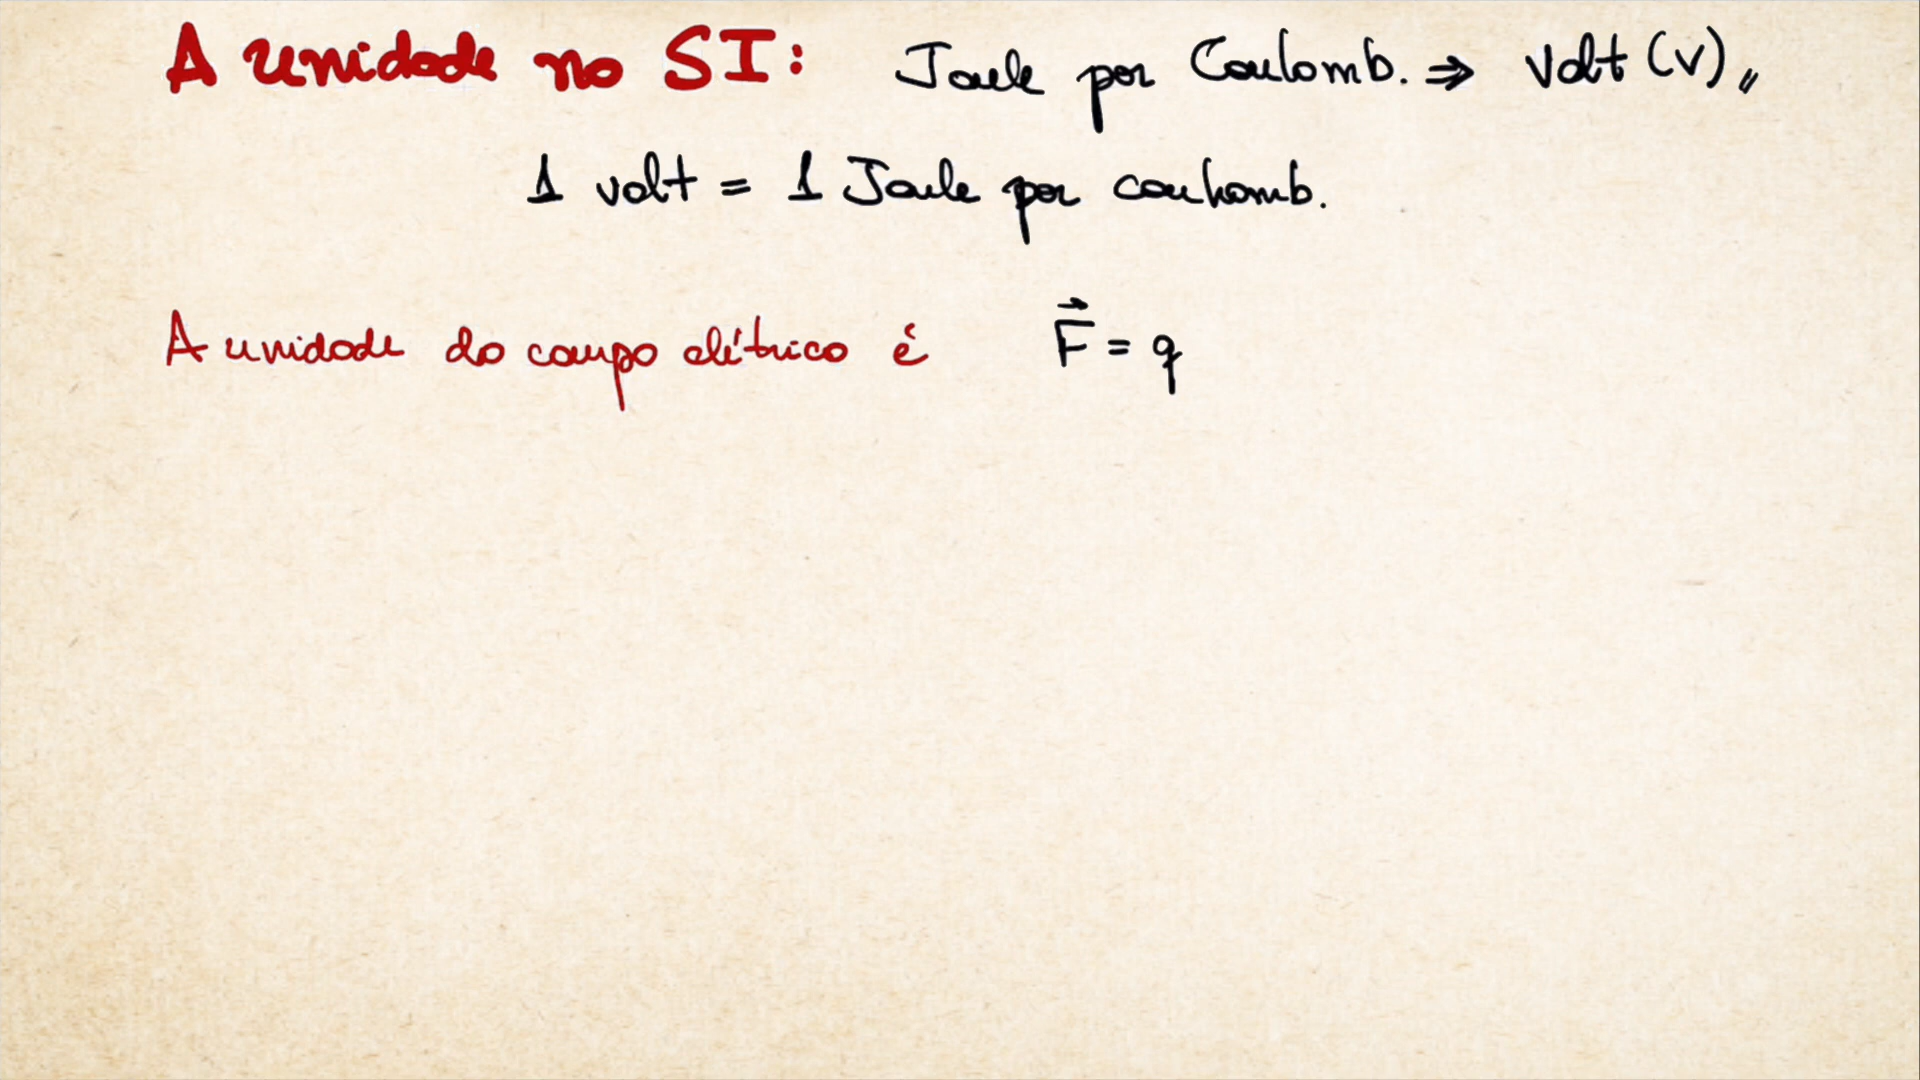 A unidade no SI: Joule por Coulomb. ⇒ Volt (V)〃
1 volt = 1 Joule por coulomb.
A unidade do campo elétrico é F⃗ = q